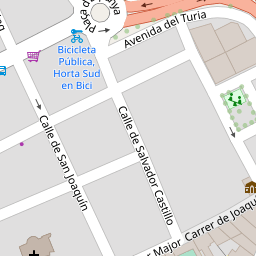 Avenida del Turia
Bicicleta
Pública,
Horta Sud
en Bici
Calle de San Joaquín
Calle de Salvador Castillo
Major
Carrer de Joaqu